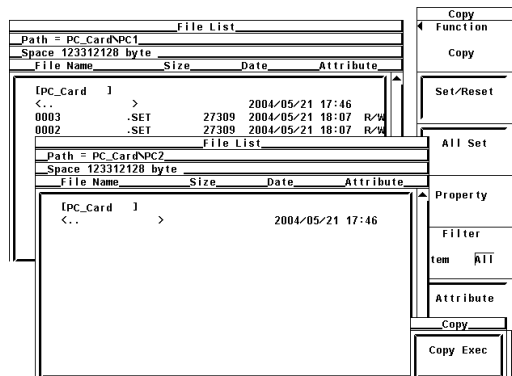 File List
Path = PC_Card\PC1
Space 123312128 byte
File Name Size Date Attribute
[PC_Card ]
<.. > 2004/05/21 17:46
0003 .SET 27309 2004/05/21 18:07 R/W
0002 .SET 27309 2004/05/21 18:07 R/W
File List
Path = PC_Card\PC2
Space 123312128 byte
File Name Size Date Attribute
[PC_Card ]
<.. > 2004/05/21 17:46
Copy
Function
Copy
Set/Reset
All Set
Property
Filter
tem All
Attribute
Copy
Copy Exec